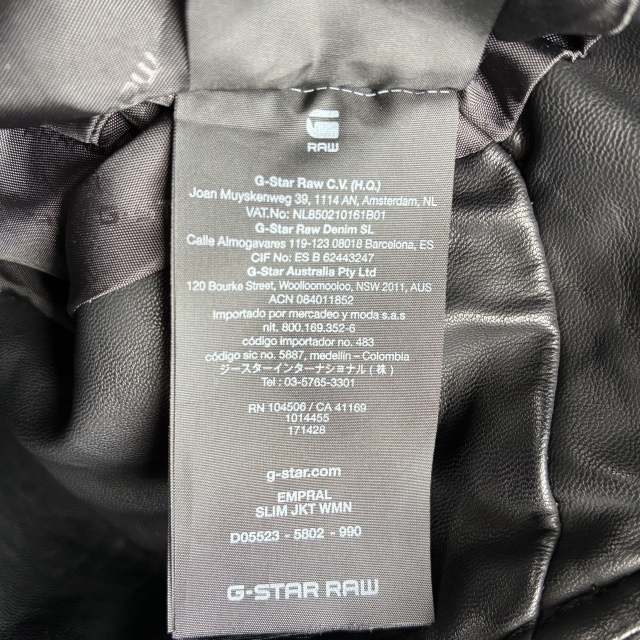 RAW
G-Star Raw C.V. (H.Q.)
Joan Muyskenweg 39, 1114 AN, Amsterdam, NL
VAT.No: NL850210161B01
G-Star Raw Denim SL
Calle Almogavares 119-123 08018 Barcelona, ES
CIF No: ES B 62443247
G-Star Australia Pty Ltd
120 Bourke Street, Woolloomooloo, NSW 2011, AUS
ACN 084011852
Importado por mercadeo y moda s.a.s
nit. 800.169.352-6
código importador no. 483
código sic no. 5887, medellin - Colombia
ジースターインターナショナル(株)
Tel : 03-5765-3301
RN 104506 / CA 41169
1014455
171428
g-star.com
EMPRAL
SLIM JKT WMN
D05523 - 5802 - 990
G-STAR RAW